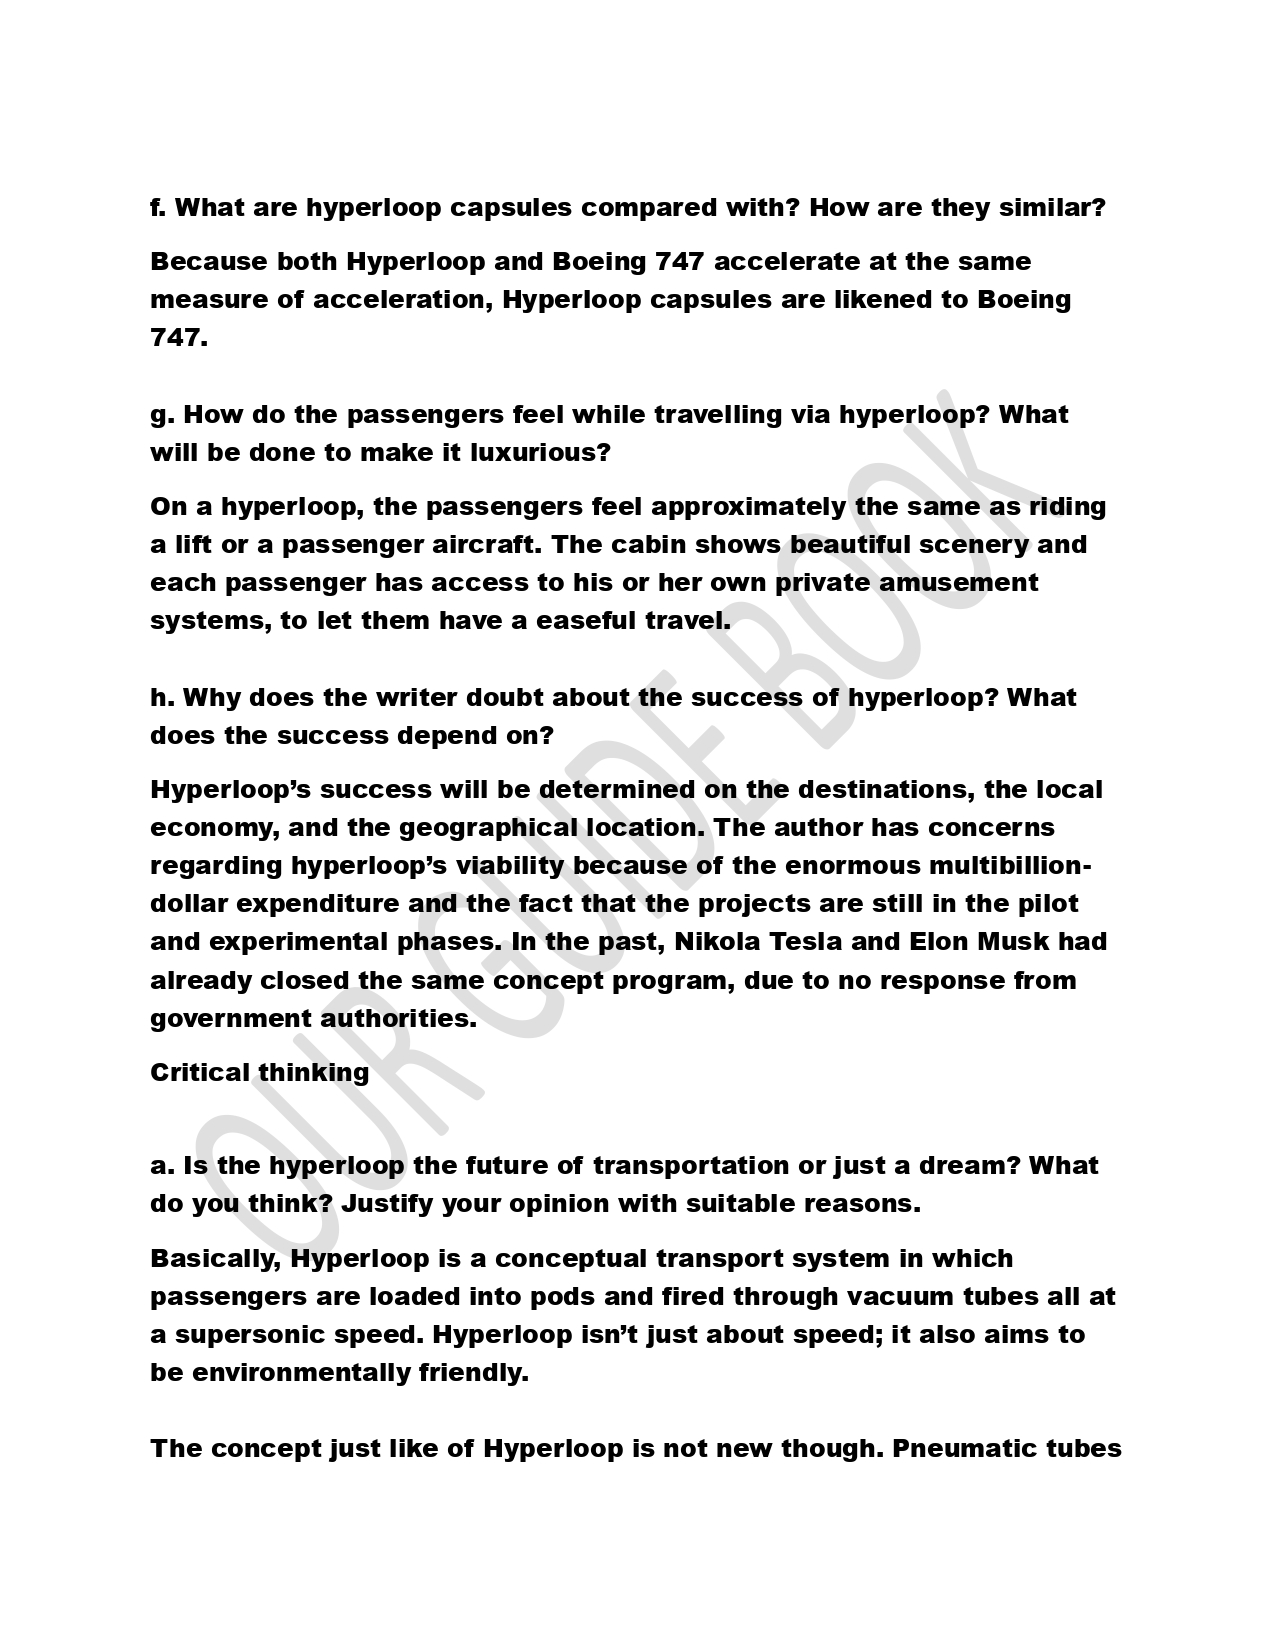 f. What are hyperloop capsules compared with? How are they similar?
Because both Hyperloop and Boeing 747 accelerate at the same
measure of acceleration, Hyperloop capsules are likened to Boeing
747.
g. How do the passengers feel while travelling via hyperloop? What
will be done to make it luxurious?
On a hyperloop, the passengers feel approximately the same as riding
a lift or a passenger aircraft. The cabin shows beautiful scenery and
each passenger has access to his or her own private amusement
systems, to let them have a easeful travel.
h. Why does the writer doubt about the success of hyperloop? What
does the success depend on?
Hyperloop’s success will be determined on the destinations, the local
economy, and the geographical location. The author has concerns
regarding hyperloop’s viability because of the enormous multibillion-
dollar expenditure and the fact that the projects are still in the pilot
and experimental phases. In the past, Nikola Tesla and Elon Musk had
already closed the same concept program, due to no response from
government authorities.
Critical thinking
a. Is the hyperloop the future of transportation or just a dream? What
do you think? Justify your opinion with suitable reasons.
Basically, Hyperloop is a conceptual transport system in which
passengers are loaded into pods and fired through vacuum tubes all at
a supersonic speed. Hyperloop isn’t just about speed; it also aims to
be environmentally friendly.
The concept just like of Hyperloop is not new though. Pneumatic tubes
OUR GUIDE BOOK